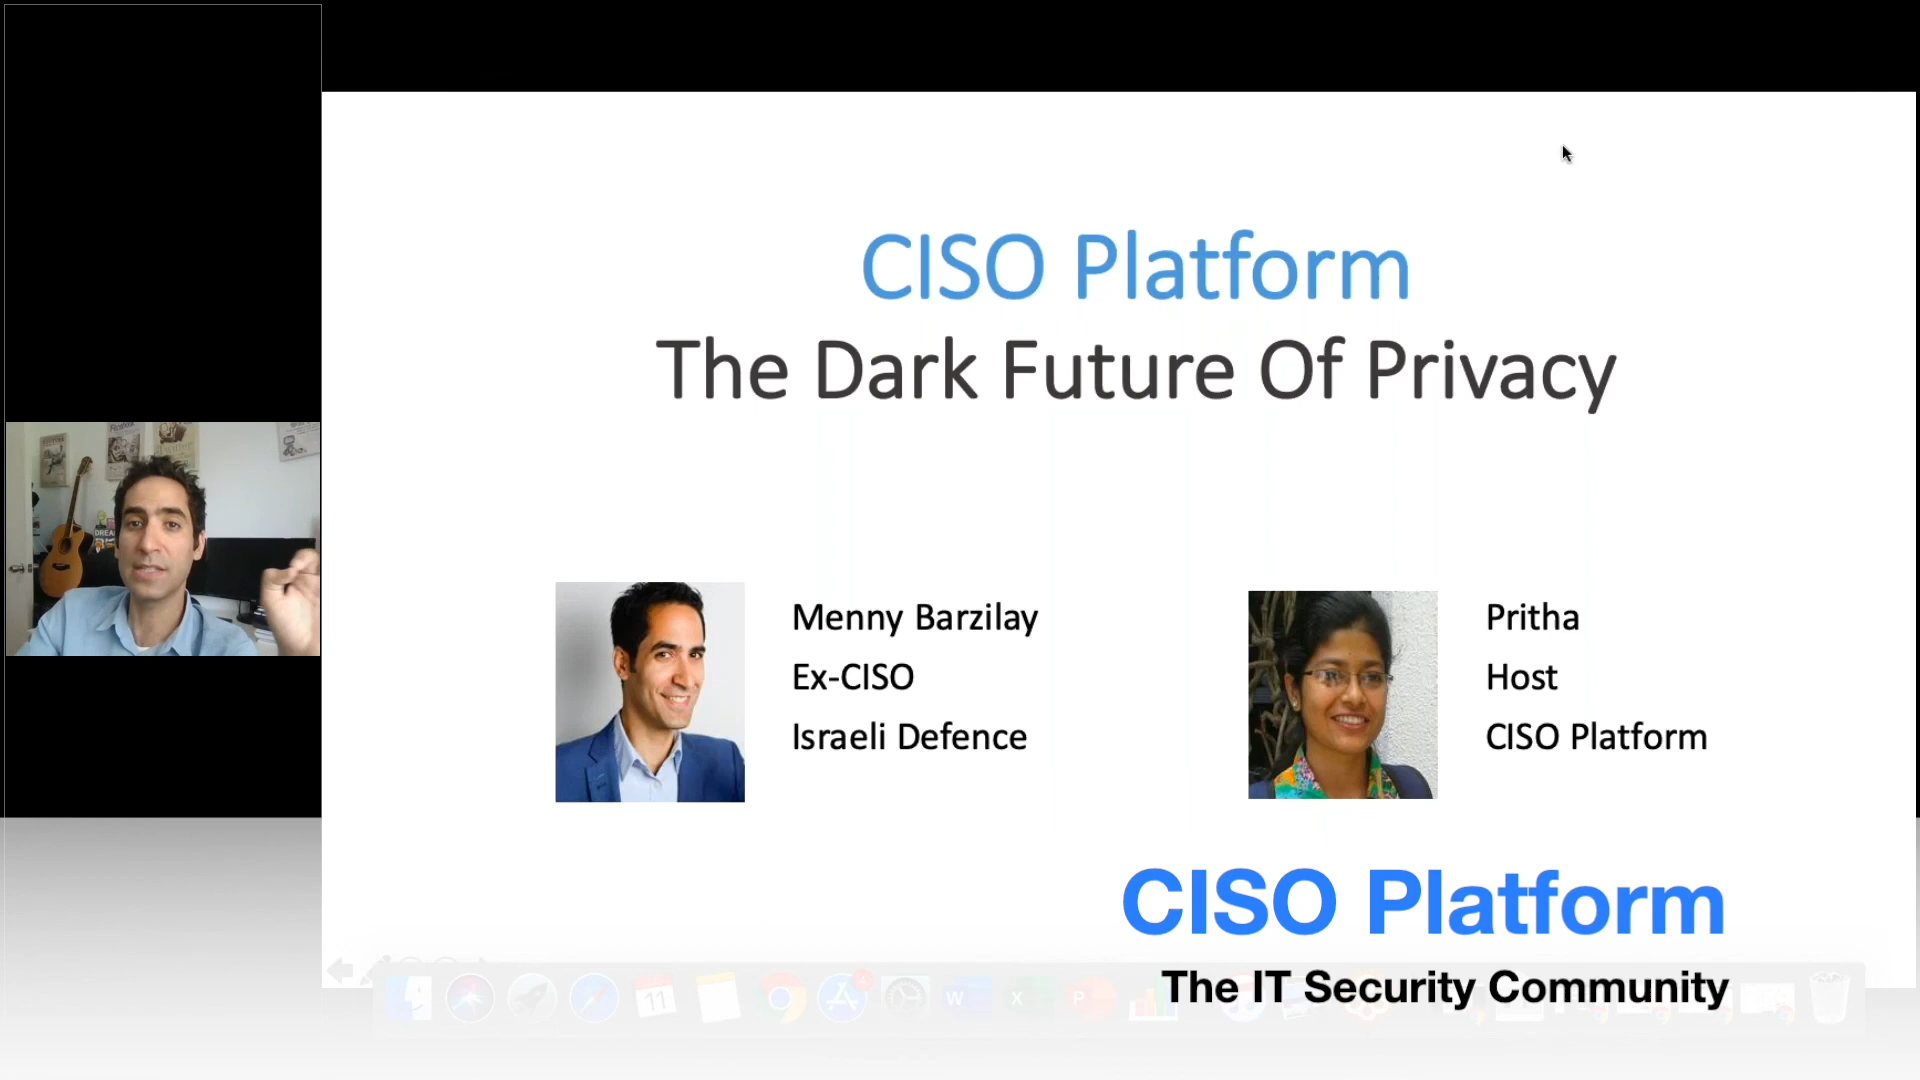 CISO Platform
The Dark Future Of Privacy
Menny Barzilay
Ex-CISO
Israeli Defence
Pritha
Host
CISO Platform
CISO Platform
The IT Security Community
11
W
X
P